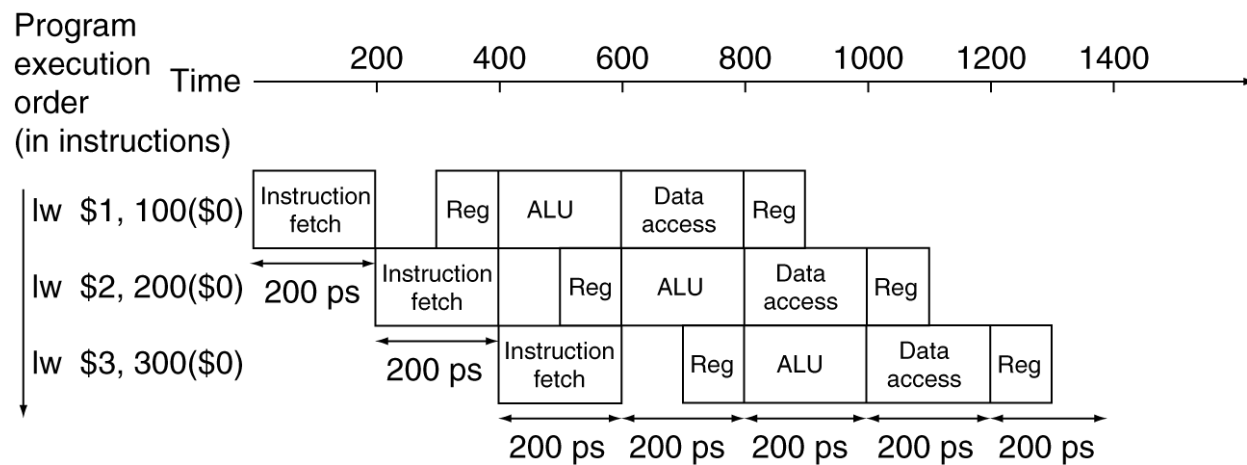 Program
execution
order
(in instructions)
Time
200 400 600 800 1000 1200 1400
lw $1, 100($0)
Instruction
fetch
Reg
ALU
Data
access
Reg
200 ps
lw $2, 200($0)
Instruction
fetch
Reg
ALU
Data
access
Reg
200 ps
lw $3, 300($0)
Instruction
fetch
Reg
ALU
Data
access
Reg
200 ps 200 ps 200 ps 200 ps 200 ps